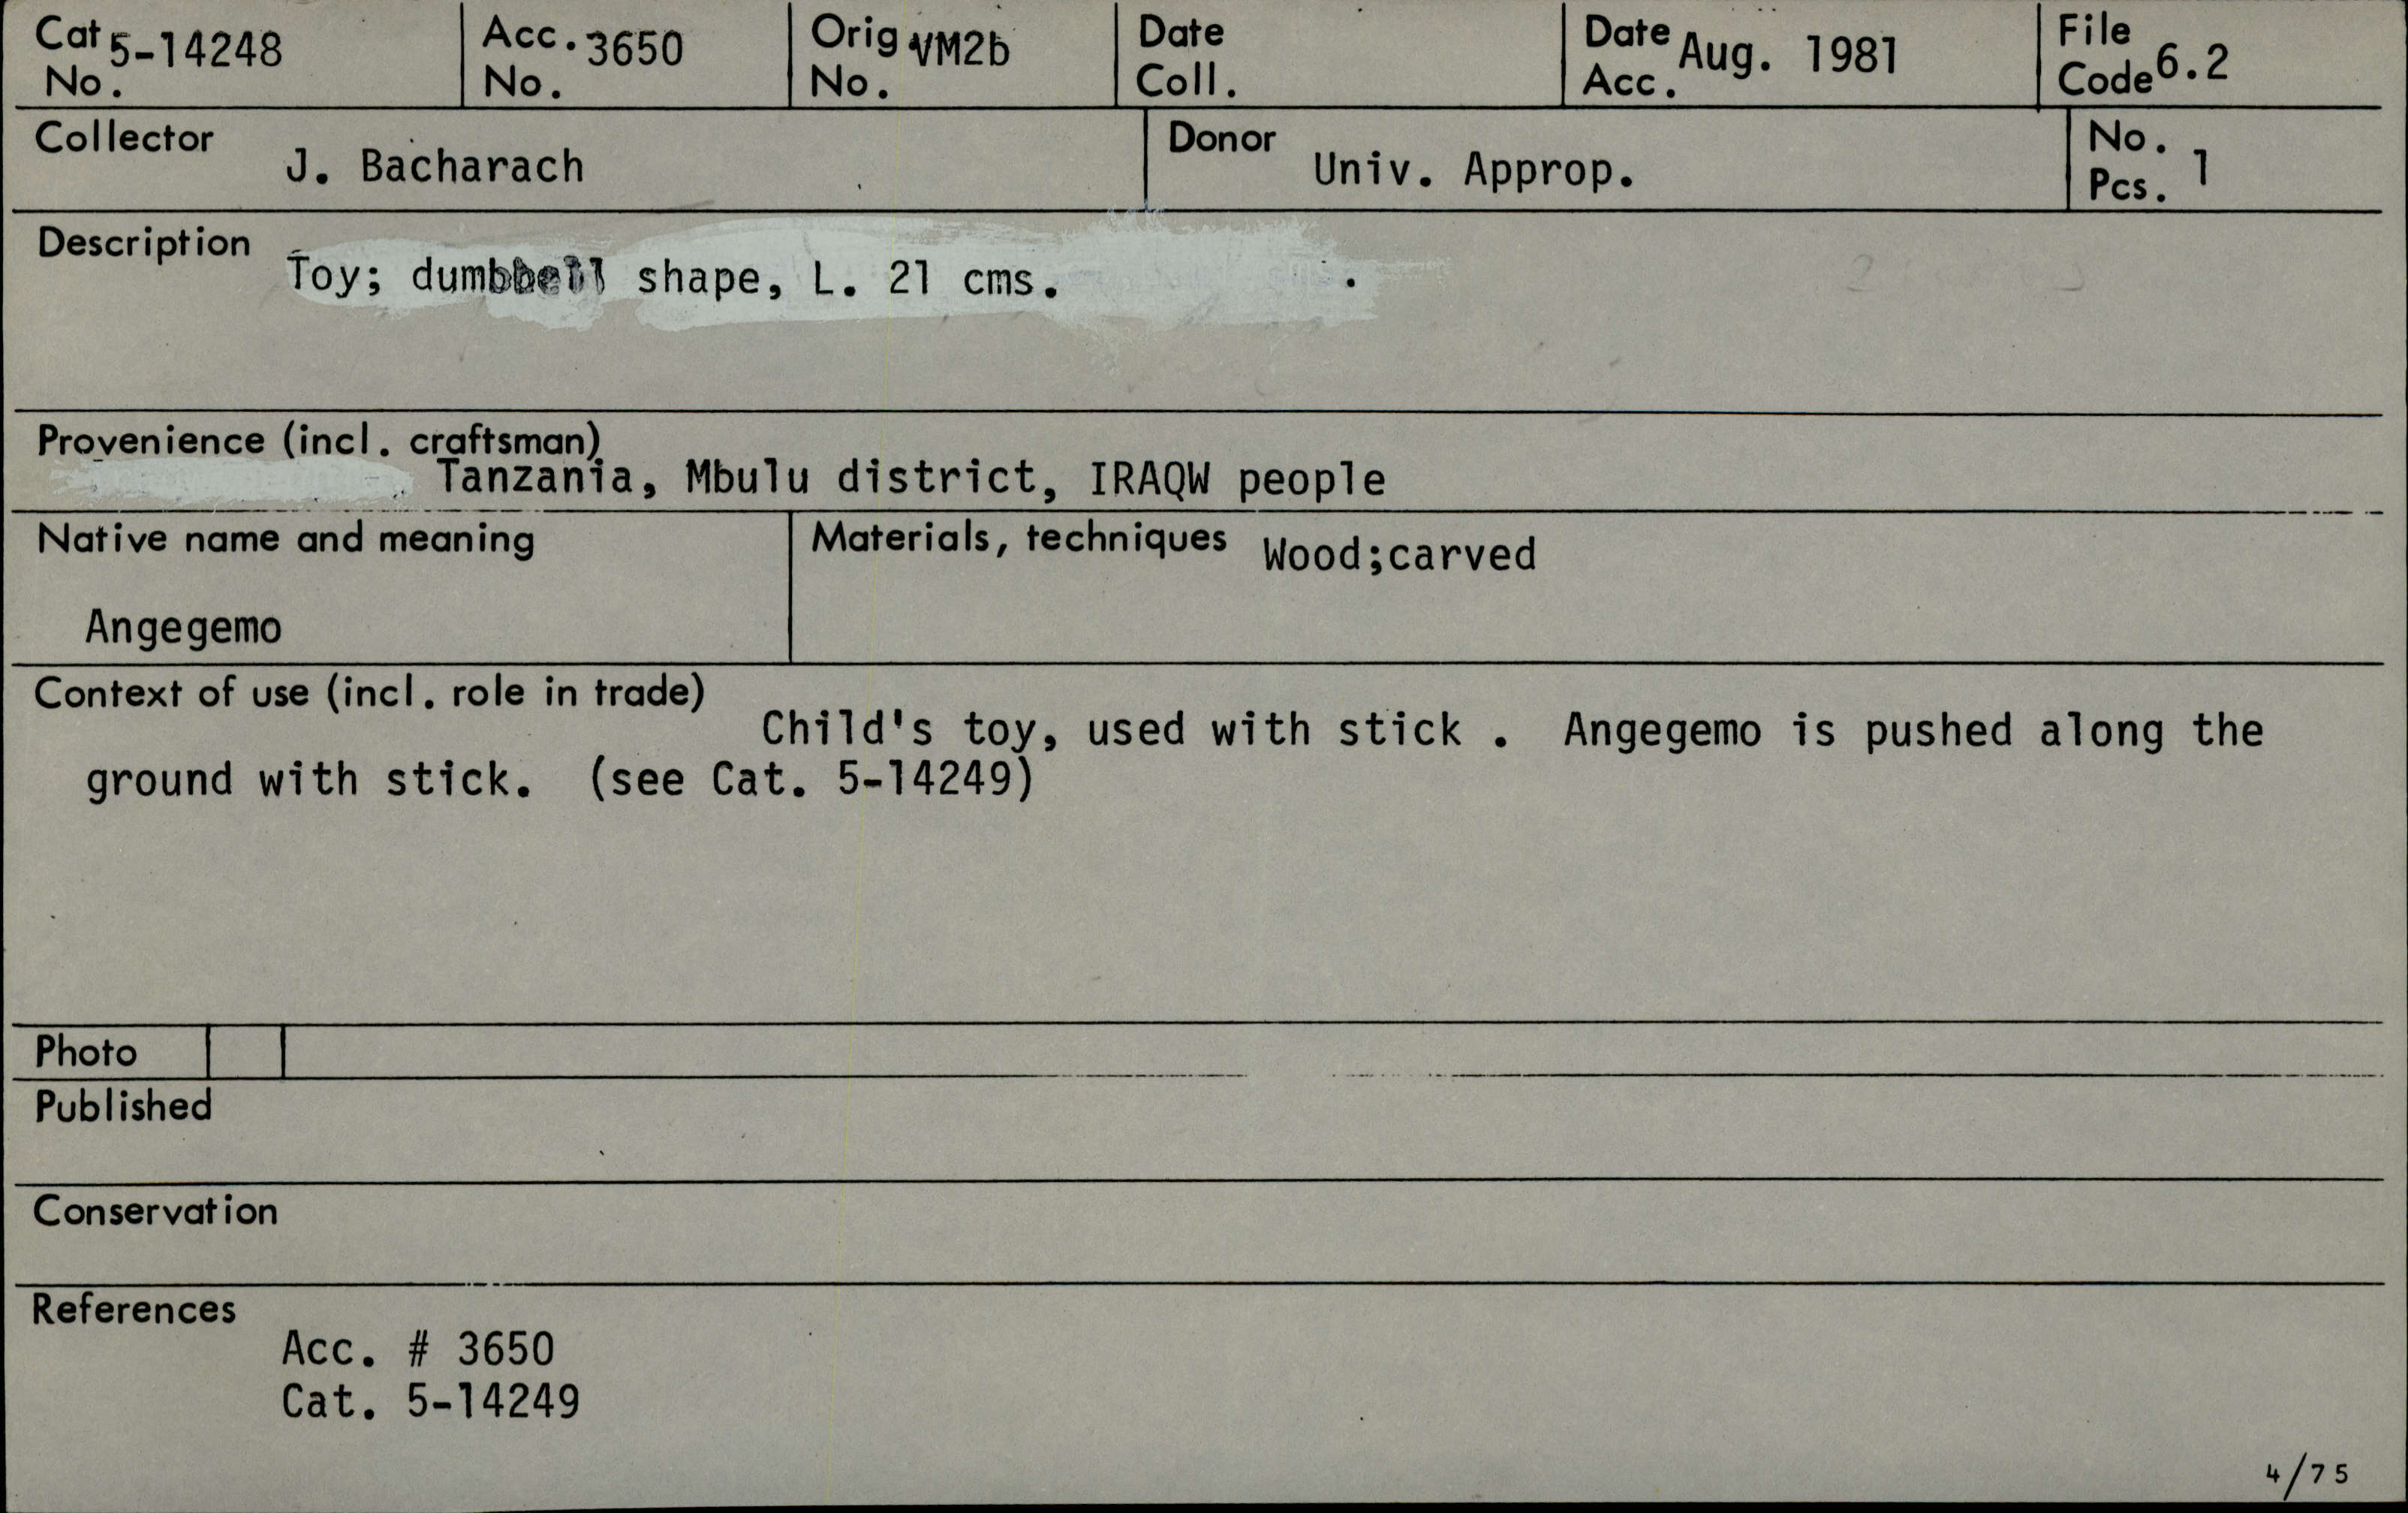 Cat No. 5-14248
Acc. No. 3650
Orig No. VM2b
Date Coll.
Date Acc. Aug. 1981
File Code 6.2
Collector J. Bacharach
Donor Univ. Approp.
No. Pcs. 1
Description Toy; dumbbell shape, L. 21 cms. .
Provenience (incl. craftsman)
Tanzania, Mbulu district, IRAQW people
Native name and meaning
Angegemo
Materials, techniques Wood;carved
Context of use (incl. role in trade)
Child's toy, used with stick . Angegemo is pushed along the
ground with stick. (see Cat. 5-14249)
Photo
Published
Conservation
References
Acc. # 3650
Cat. 5-14249
4/75